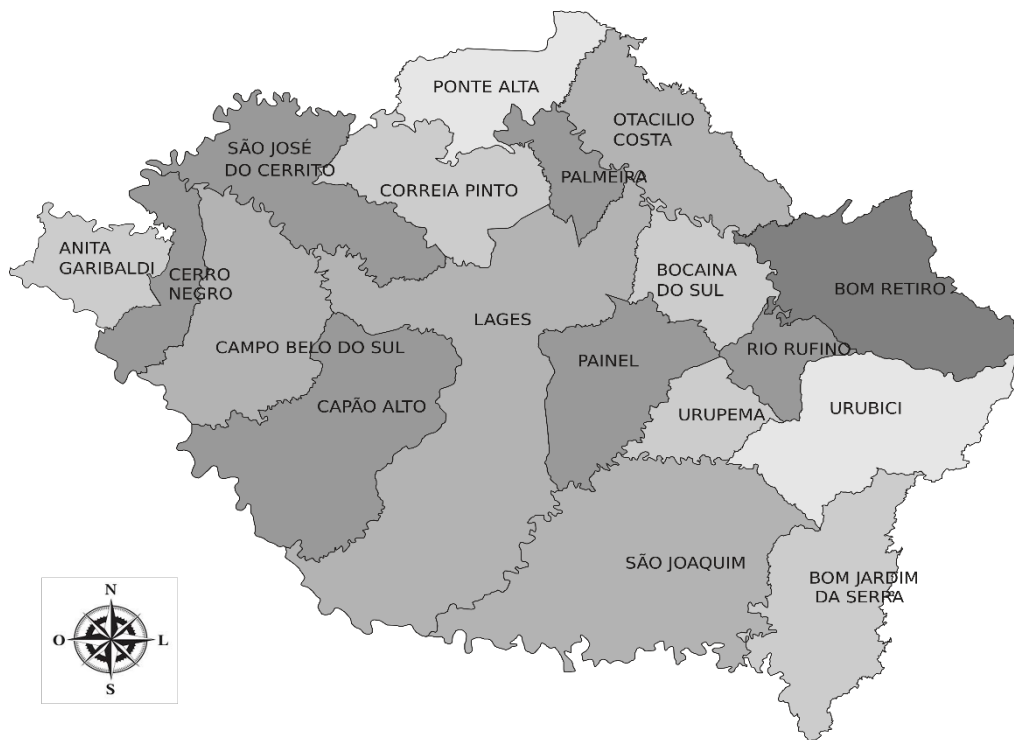 PONTE ALTA
OTACILIO
COSTA
SÃO JOSÉ
DO CERRITO
CORREIA PINTO
PALMEIRA
ANITA
GARIBALDI
CERRO
NEGRO
BOCAINA
DO SUL
BOM RETIRO
LAGES
CAMPO BELO DO SUL
PAINEL
RIO RUFINO
CAPÃO ALTO
URUPEMA
URUBICI
SÃO JOAQUIM
BOM JARDIM
DA SERRA
N
O
L
S